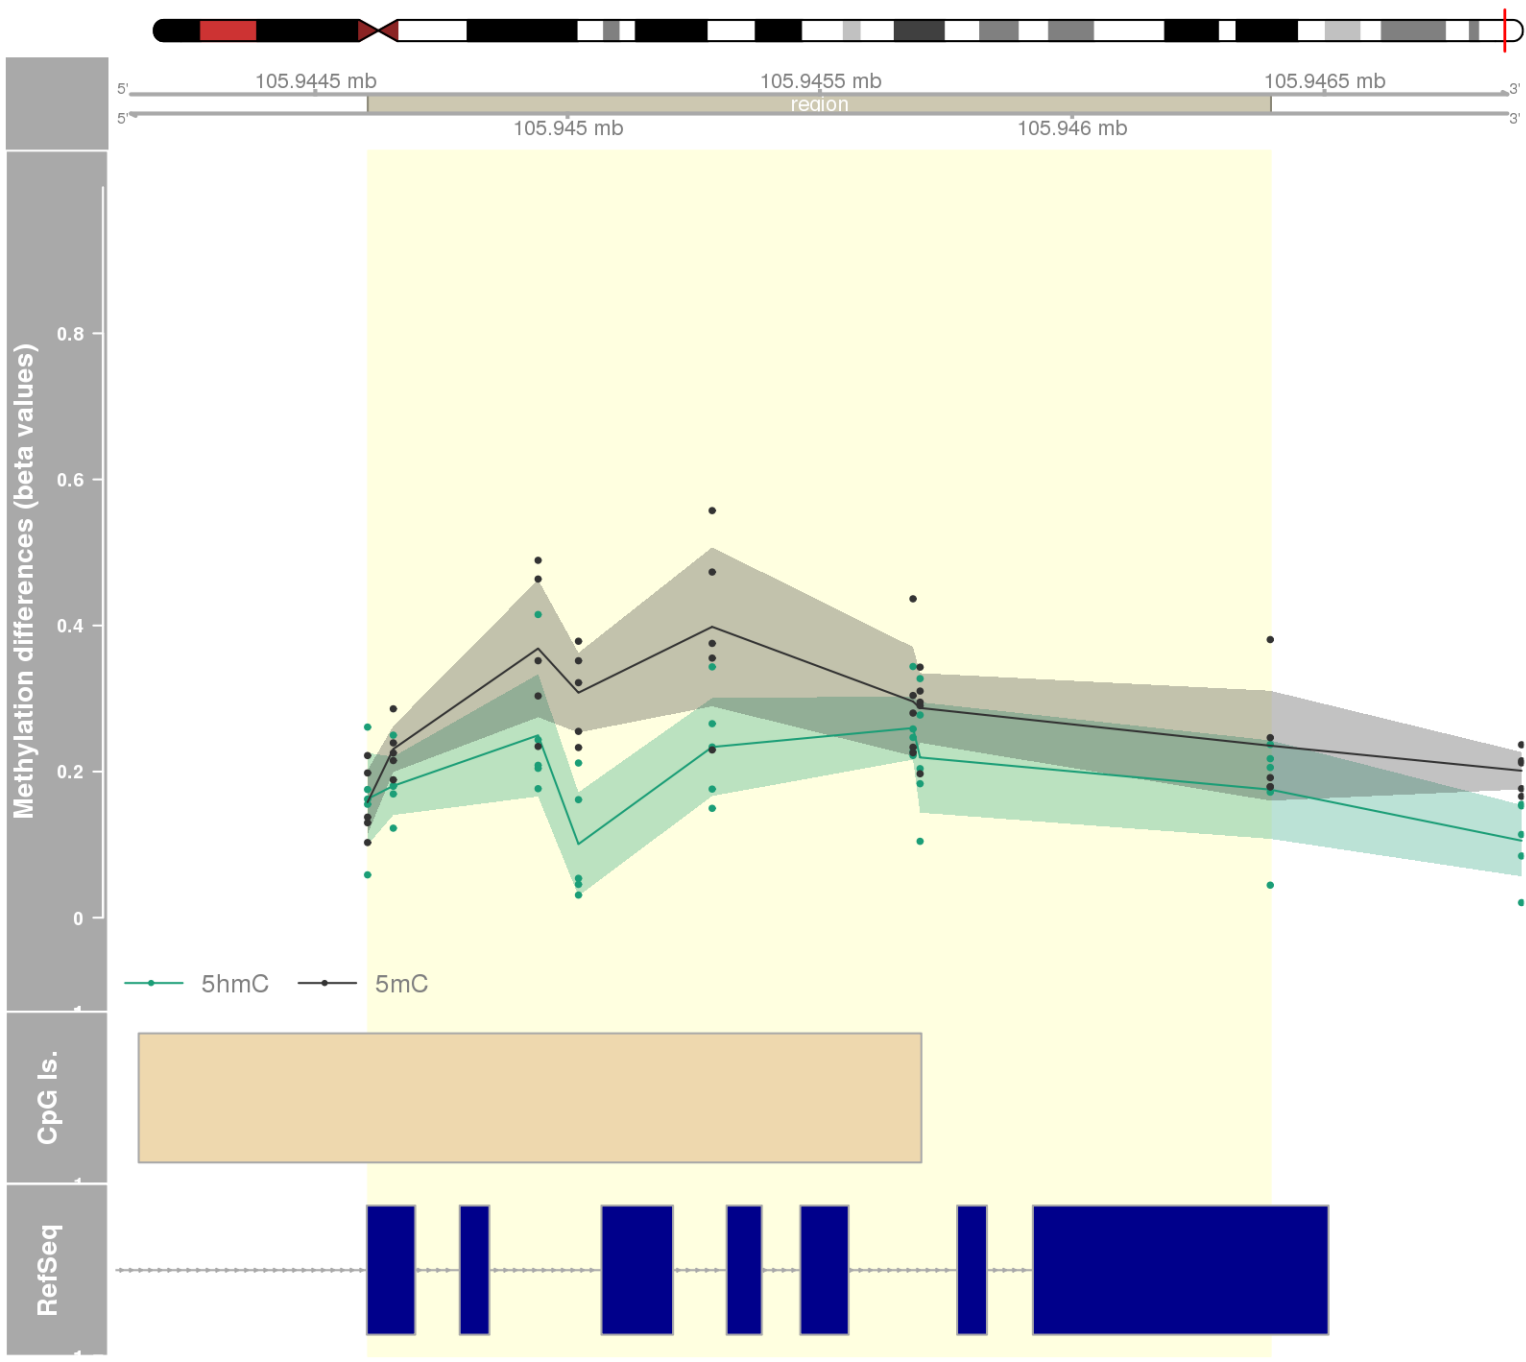 105.9445 mb
105.9455 mb
105.9465 mb
5'
3'
region
5'
3'
105.945 mb
105.946 mb
Methylation differences (beta values)
0.8
0.6
0.4
0.2
0
5hmC
5mC
CpG Is.
RefSeq